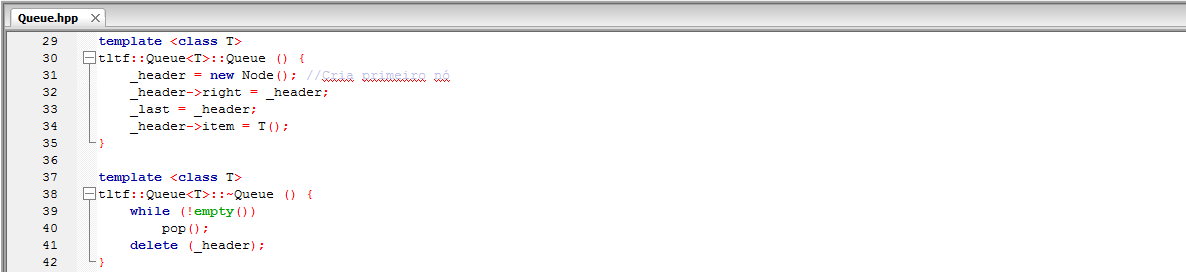 Queue.hpp
29 template <class T>
30 tltf::Queue<T>::Queue () {
31 _header = new Node(); //Cria primeiro nó
32 _header->right = _header;
33 _last = _header;
34 _header->item = T();
35 }
36
37 template <class T>
38 tltf::Queue<T>::~Queue () {
39 while (!empty())
40 pop();
41 delete (_header);
42 }